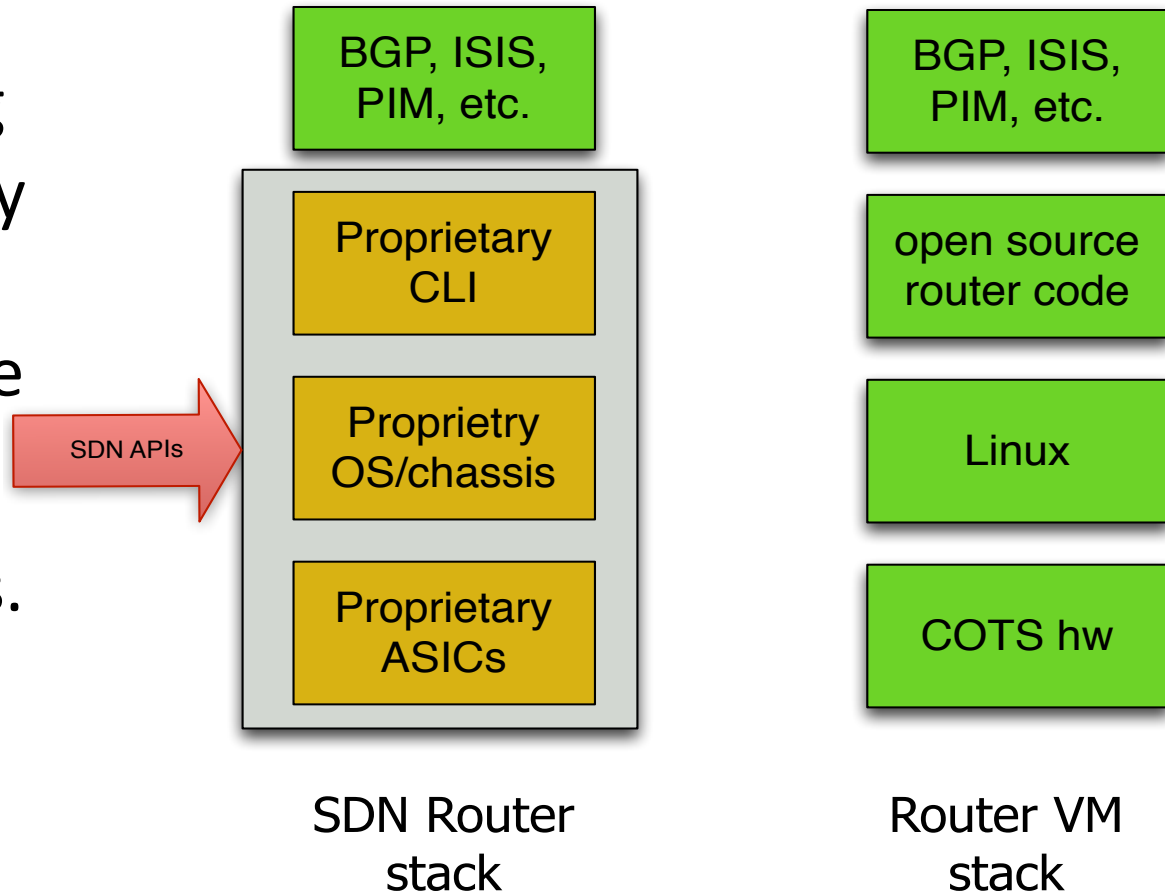 BGP, ISIS,
PIM, etc.
Proprietary
CLI
SDN APIs
Proprietry
OS/chassis
Proprietary
ASICs
SDN Router
stack
BGP, ISIS,
PIM, etc.
open source
router code
Linux
COTS hw
Router VM
stack